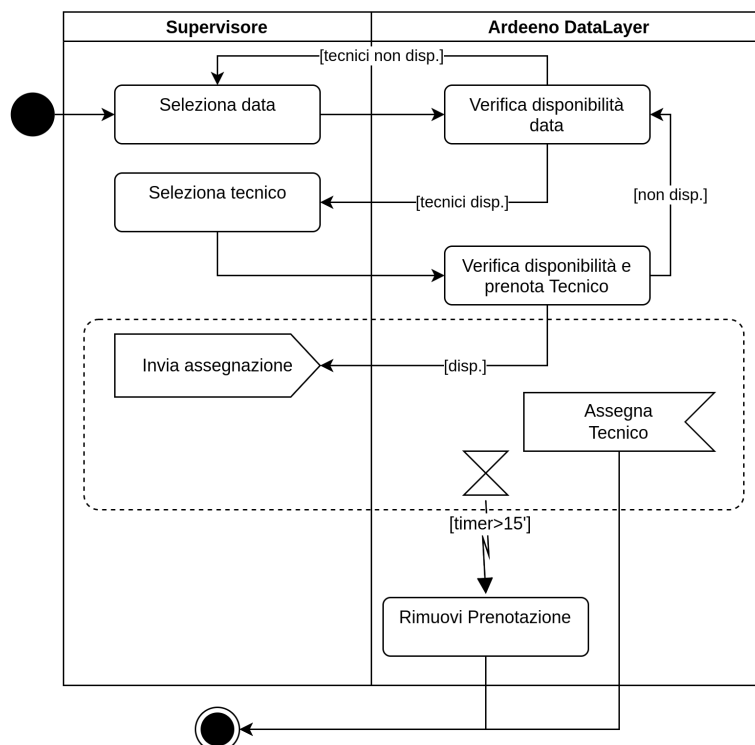 Supervisore
Ardeeno DataLayer
[tecnici non disp.]
Seleziona data
Verifica disponibilità
data
Seleziona tecnico
[tecnici disp.]
[non disp.]
Verifica disponibilità e
prenota Tecnico
Invia assegnazione
[disp.]
Assegna
Tecnico
[timer>15']
Rimuovi Prenotazione